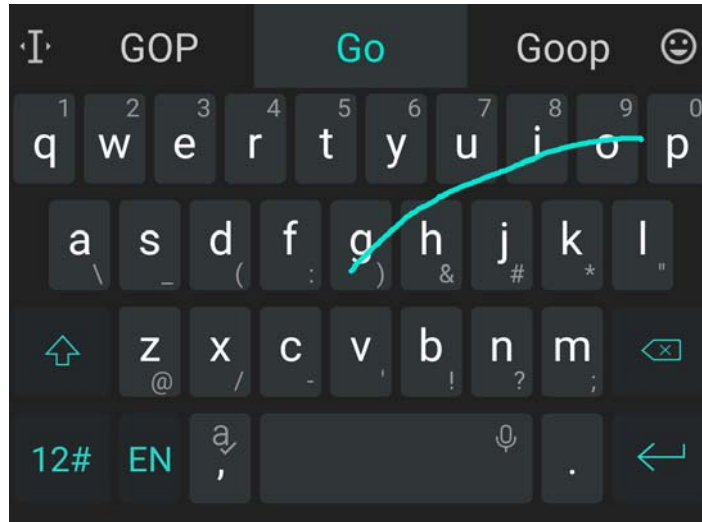 GOP Go Goop
1 2 3 4 5 6 7 8 9 0
q w e r t y u i o p
a s d f g h j k l
\ _ ( : ) & # * "
z x c v b n m
@ / - ' ! ? ;
12# EN a , .